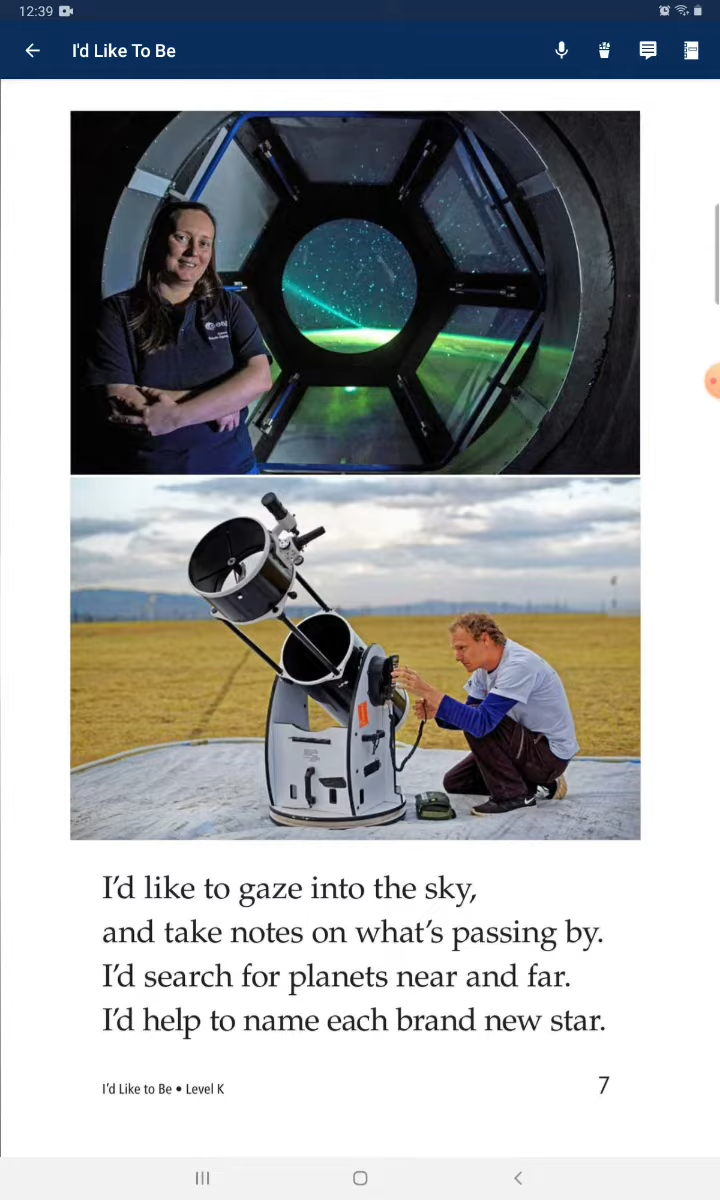 12:39
I'd Like To Be
I'd like to gaze into the sky,
and take notes on what's passing by.
I'd search for planets near and far.
I'd help to name each brand new star.
I'd Like to Be • Level K
7